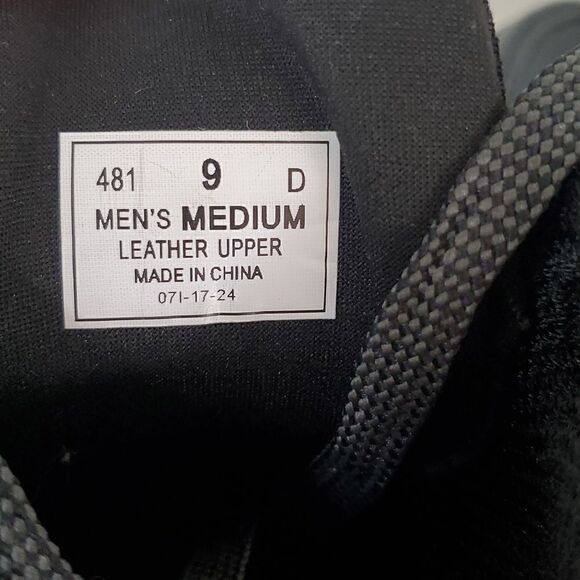 481 9 D
MEN'S MEDIUM
LEATHER UPPER
MADE IN CHINA
07I-17-24